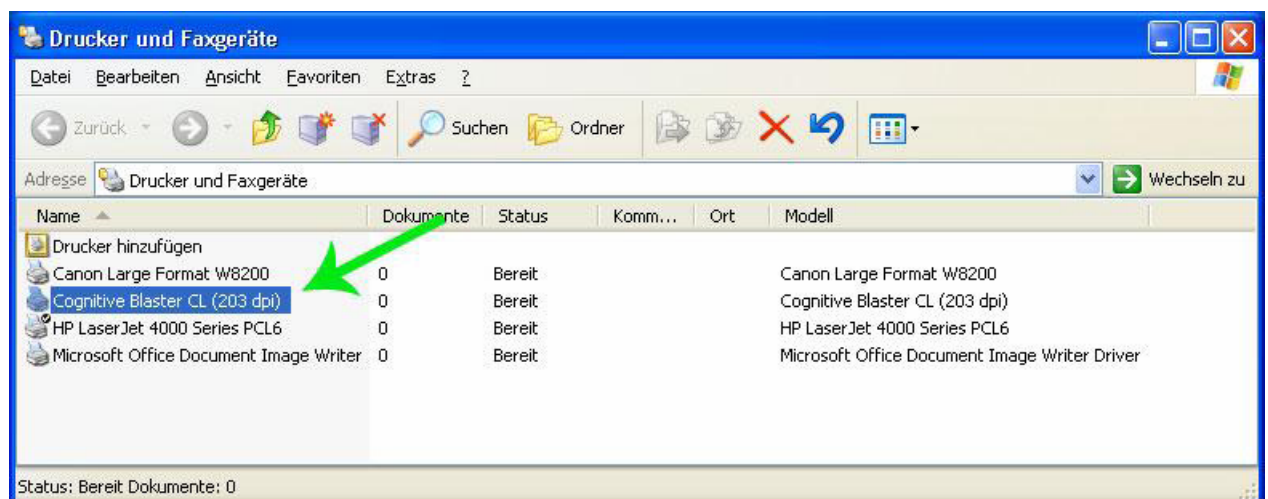 Drucker und Faxgeräte
Datei Bearbeiten Ansicht Favoriten Extras ?
Zurück Suchen Ordner
Adresse Drucker und Faxgeräte Wechseln zu
Name Dokumente Status Komm... Ort Modell
Drucker hinzufügen
Canon Large Format W8200 0 Bereit Canon Large Format W8200
Cognitive Blaster CL (203 dpi) 0 Bereit Cognitive Blaster CL (203 dpi)
HP LaserJet 4000 Series PCL6 0 Bereit HP LaserJet 4000 Series PCL6
Microsoft Office Document Image Writer 0 Bereit Microsoft Office Document Image Writer Driver
Status: Bereit Dokumente: 0